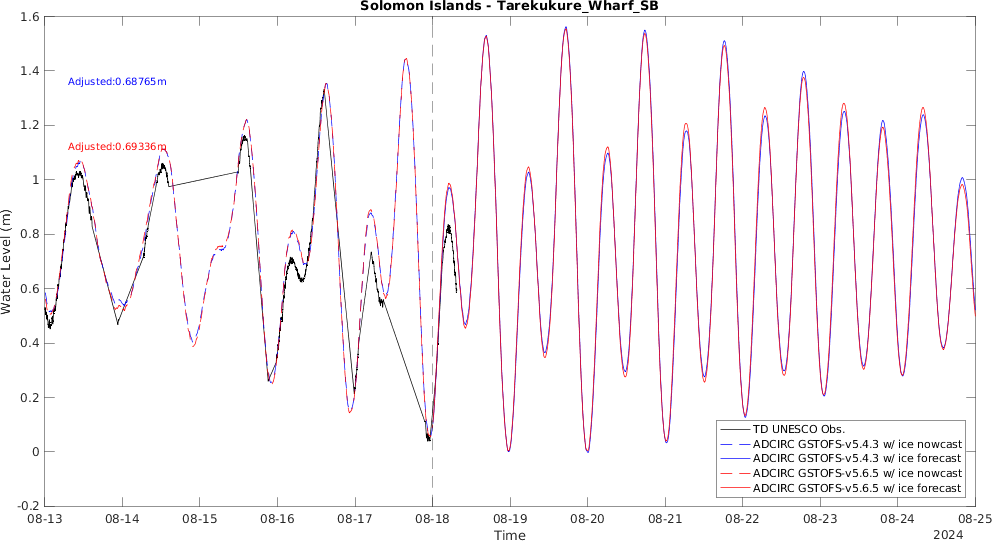 Solomon Islands - Tarekukure_Wharf_SB
1.6
1.4
1.2
1
0.8
0.6
0.4
0.2
0
-0.2
Water Level (m)
Adjusted:0.68765m
Adjusted:0.69336m
TD UNESCO Obs.
ADCIRC GSTOFS-v5.4.3 w/ ice nowcast
ADCIRC GSTOFS-v5.4.3 w/ ice forecast
ADCIRC GSTOFS-v5.6.5 w/ ice nowcast
ADCIRC GSTOFS-v5.6.5 w/ ice forecast
08-13 08-14 08-15 08-16 08-17 08-18 08-19 08-20 08-21 08-22 08-23 08-24 08-25
Time
2024